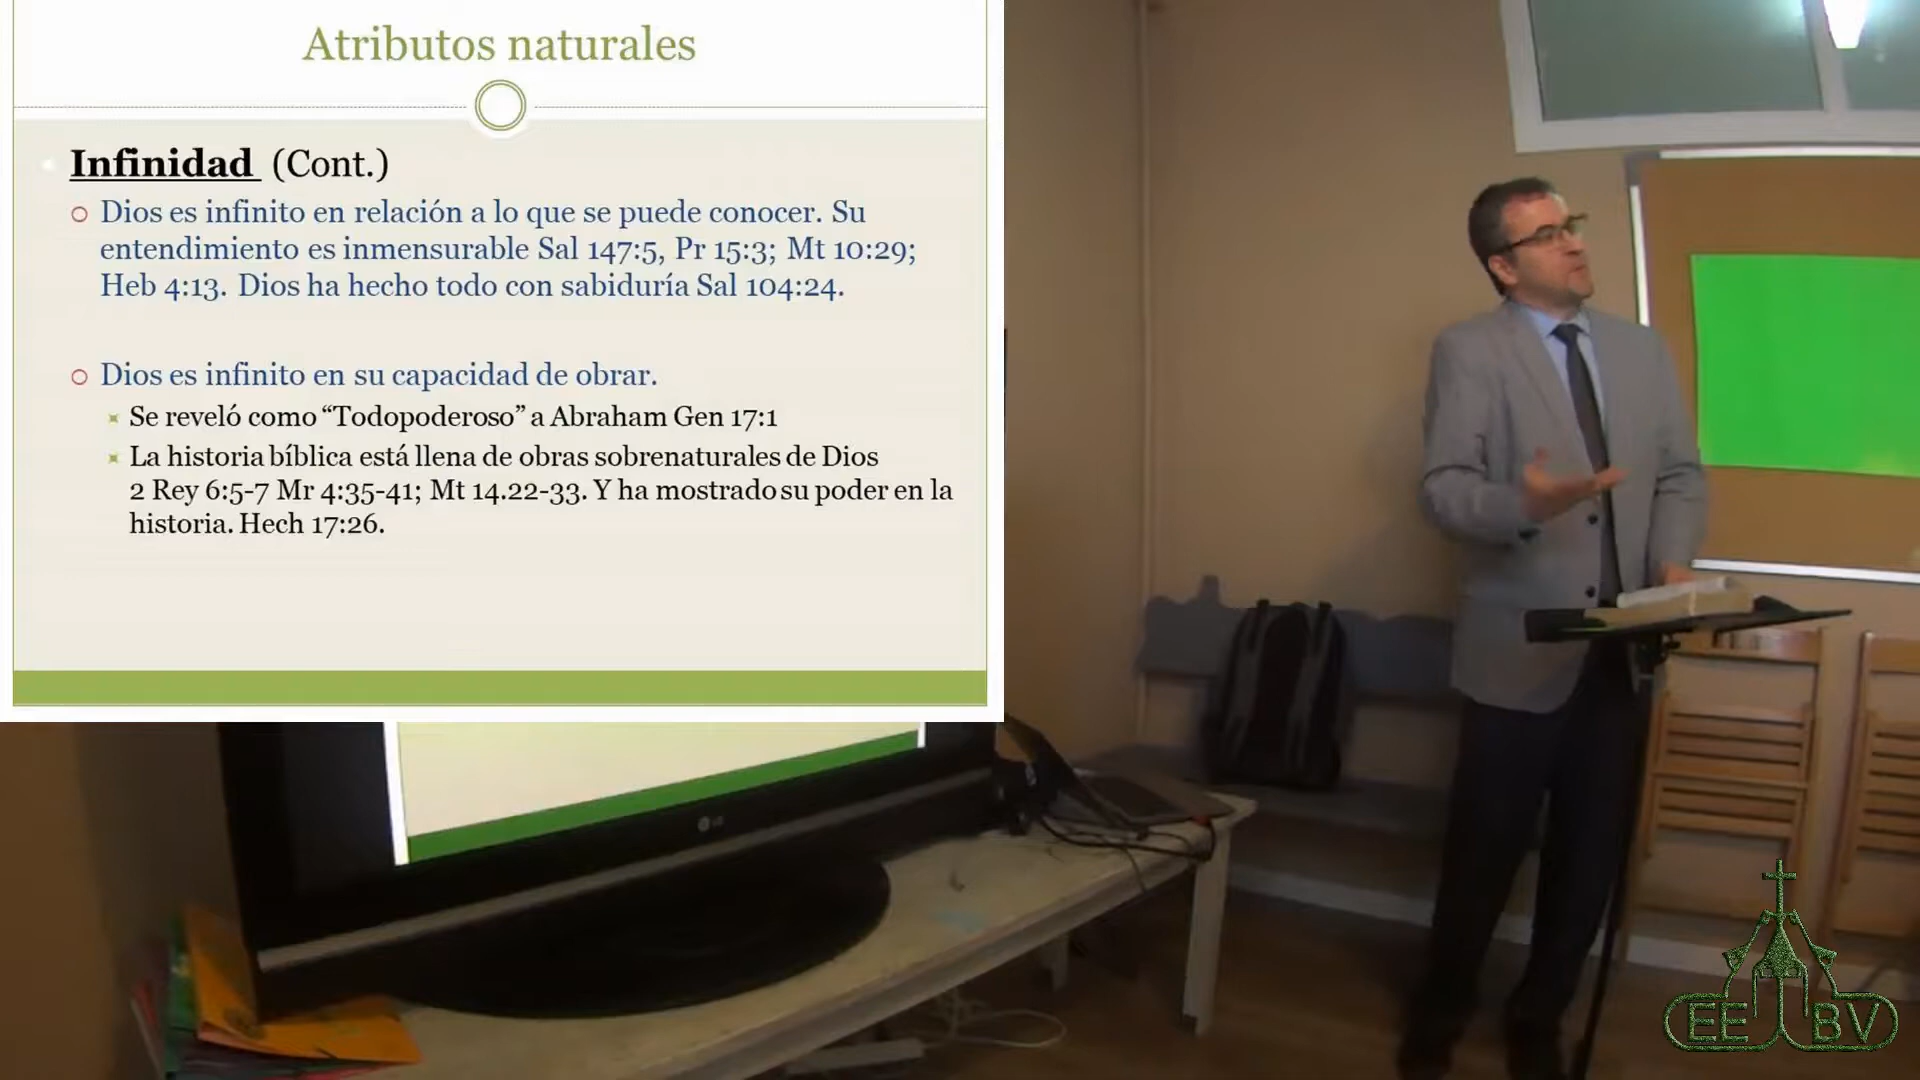 Atributos naturales
Infinidad (Cont.)
Dios es infinito en relación a lo que se puede conocer. Su
entendimiento es inmensurable Sal 147:5, Pr 15:3; Mt 10:29;
Heb 4:13. Dios ha hecho todo con sabiduría Sal 104:24.
Dios es infinito en su capacidad de obrar.
Se reveló como “Todopoderoso” a Abraham Gen 17:1
La historia bíblica está llena de obras sobrenaturales de Dios
2 Rey 6:5-7 Mr 4:35-41; Mt 14.22-33. Y ha mostrado su poder en la
historia. Hech 17:26.
LG
EE BV